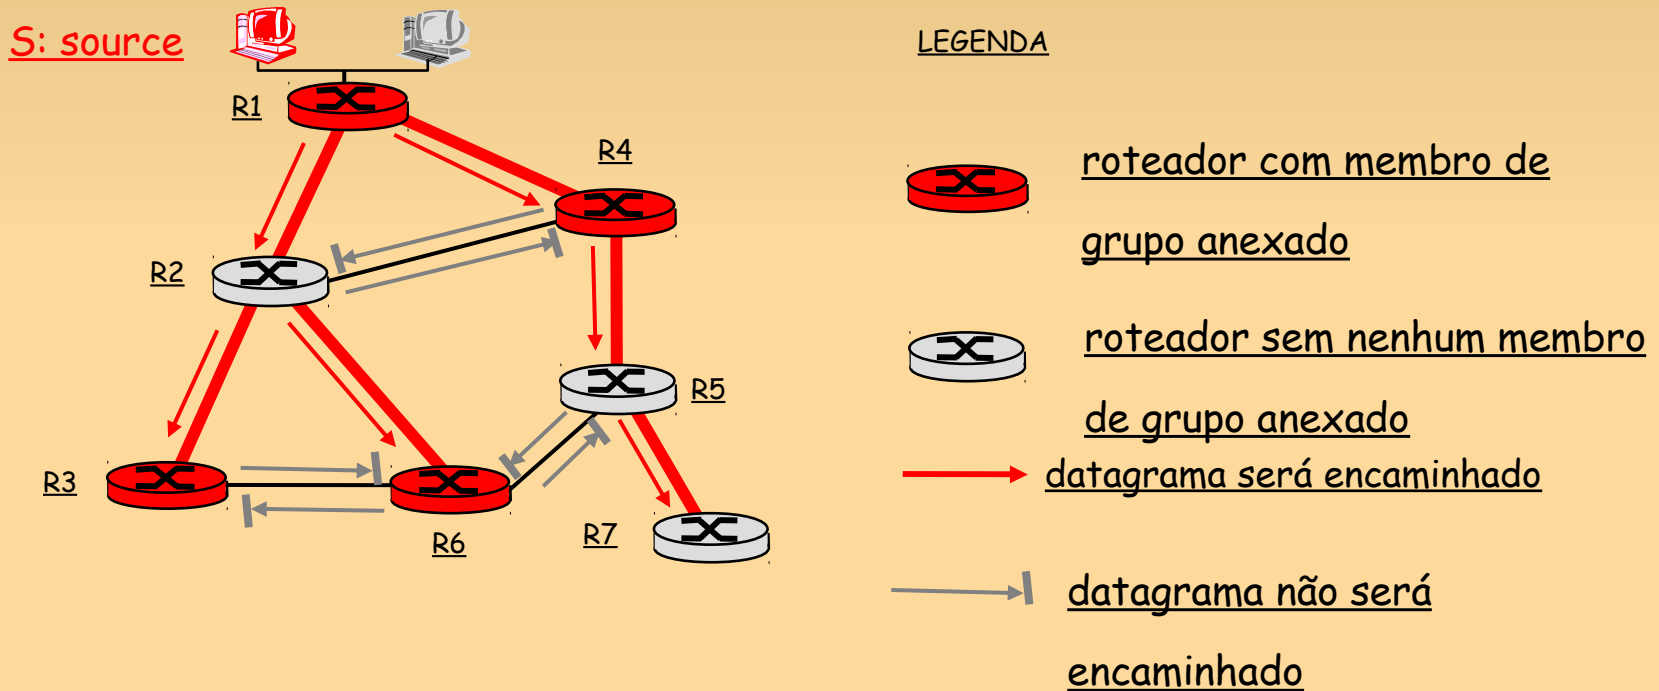 S: source
LEGENDA
R1
R4
roteador com membro de
grupo anexado
R2
roteador sem nenhum membro
R5
de grupo anexado
R3
datagrama será encaminhado
R6
R7
datagrama não será
encaminhado